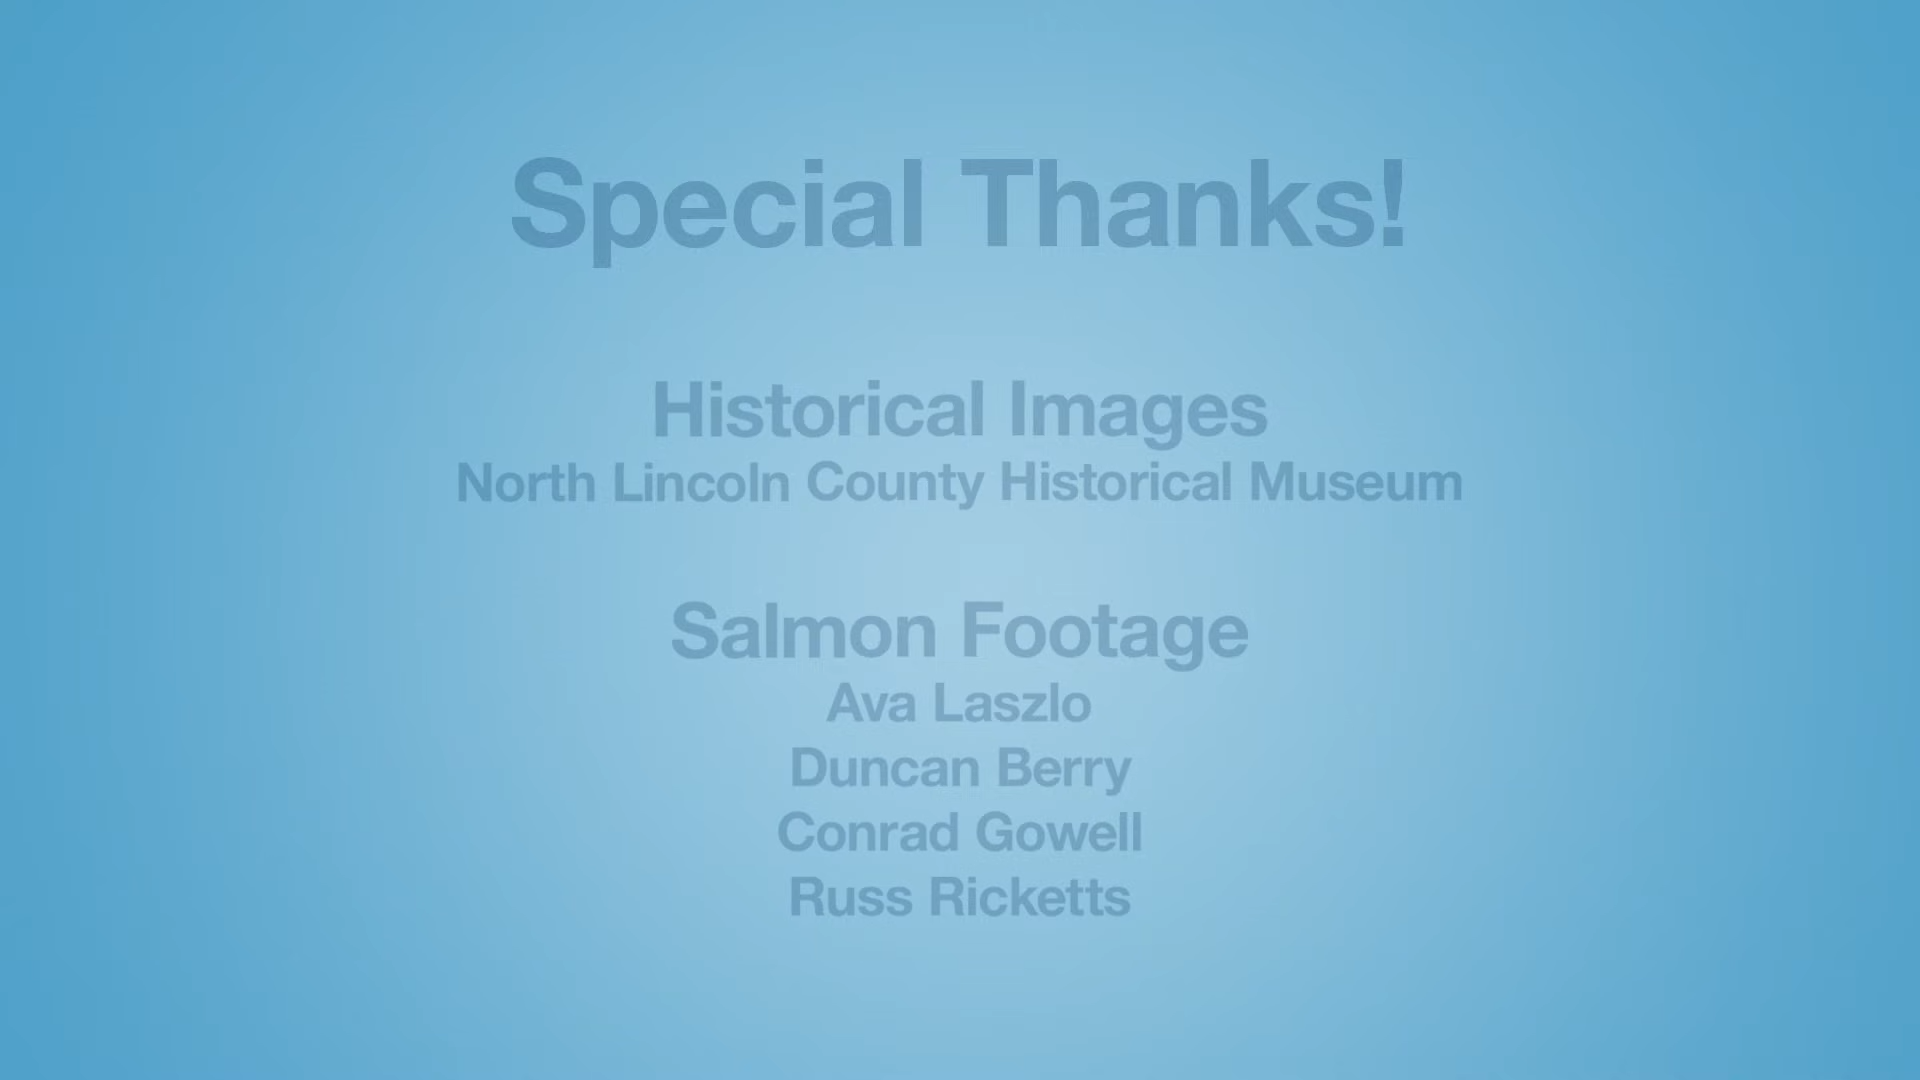 Special Thanks!
Historical Images
North Lincoln County Historical Museum
Salmon Footage
Ava Laszlo
Duncan Berry
Conrad Gowell
Russ Ricketts